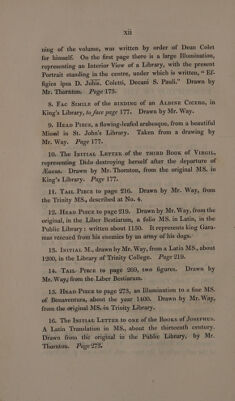 xii
ning of the volume, was written by order of Dean Colet
for himself. On the first page there is a large Illumination,
representing an Interior View of a Library, with the present
Portrait standing in the centre, under which is written, “Ef-
figies ipsa D. Coleti, Decani S. Pauli.” Drawn by
Mr. Thornton. Page 173.
8. Fac Simile of the binding of an Aldine Cicero, in
King's Library, to face page 177. Drawn by Mr. Way.
9. Head Piece, a flowing-leafed arabesque, from a beautiful
Missal in St. John's Library. Taken from a drawing by
Mr. Way. Page 177.
10. The Initial Letter of the third Book of Virgil,
representing Dido destroying herself after the departure of
Æneas. Drawn by Mr. Thornton, from the original MS. in
King's Library. Page 177.
11. Tail Piece to page 216. Drawn by Mr. Way, from
the Trinity MS., described at No. 4.
12. Head Piece to page 219. Drawn by Mr. Way, from the
original, in the Liber Bestiarum, a folio MS. in Latin, in the
Public Library: written about 1150. It represents king Gara-
mas rescued from his enemies by an army of his dogs.
13. Initial M., drawn by Mr. Way, from a Latin MS., about
1200, in the Library of Trinity College. Page 219.
14. Tail Piece to page 269, two figures. Drawn by
Mr. Way, from the Liber Bestiarum.
15. Head Piece to page 273, an Illumination to a fine MS.
of Bonaventura, about the year 1400. Drawn by Mr. Way,
from the original MS. in Trinity Library.
16. The Initial Letter to one of the Books of Josephus.
A Latin Translation in MS., about the thirteenth century.
Drawn from the original in the Public Library, by Mr.
Thornton. Page 273.